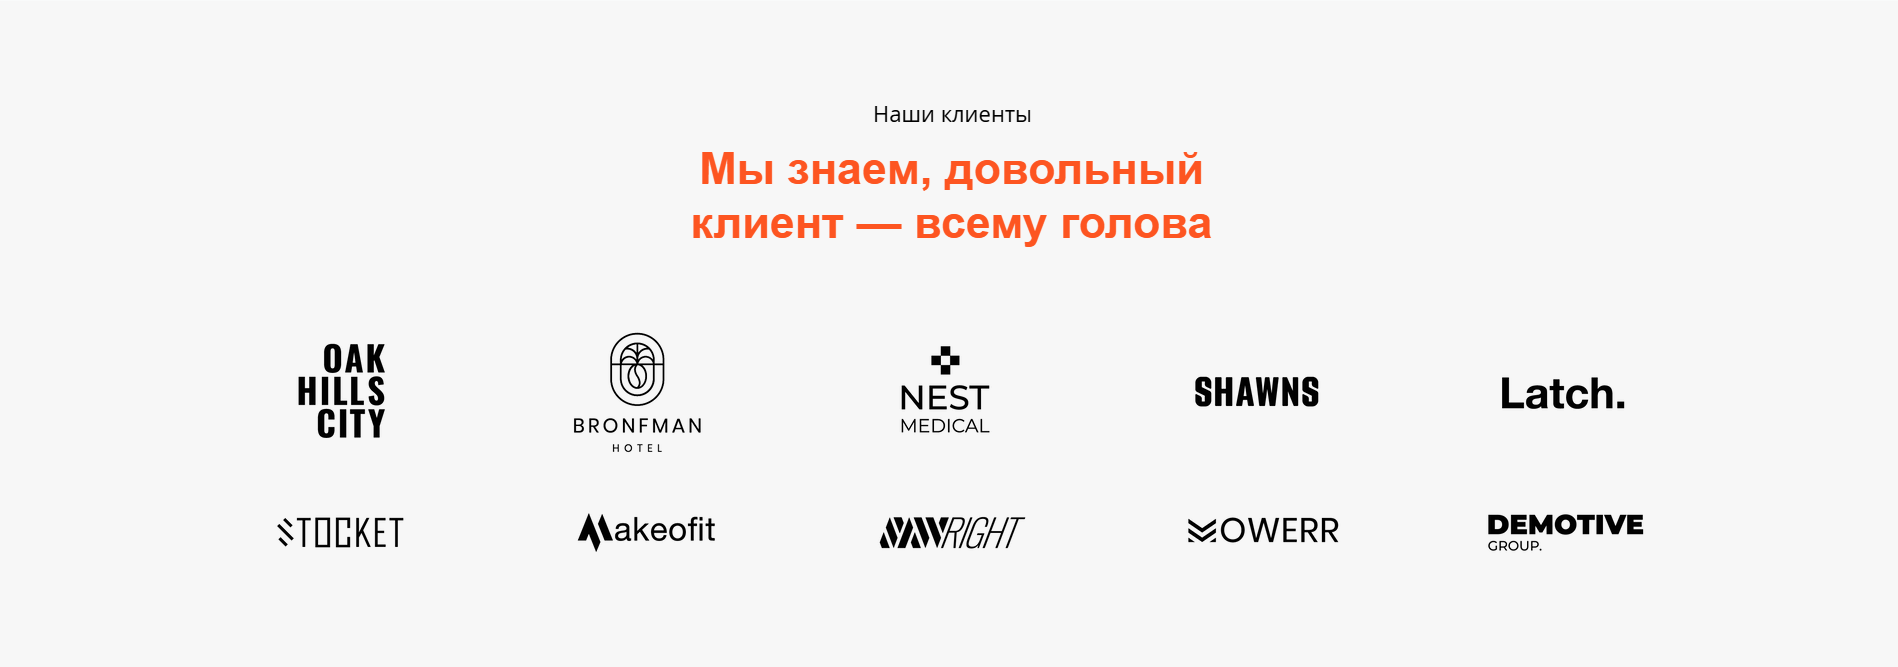 Наши клиенты
Мы знаем, довольный
клиент — всему голова
OAK
HILLS
CITY
BRONFMAN
HOTEL
NEST
MEDICAL
SHAWNS
Latch.
STOCKET
Makeofit
RIGHT
OWERR
DEMOTIVE
GROUP.